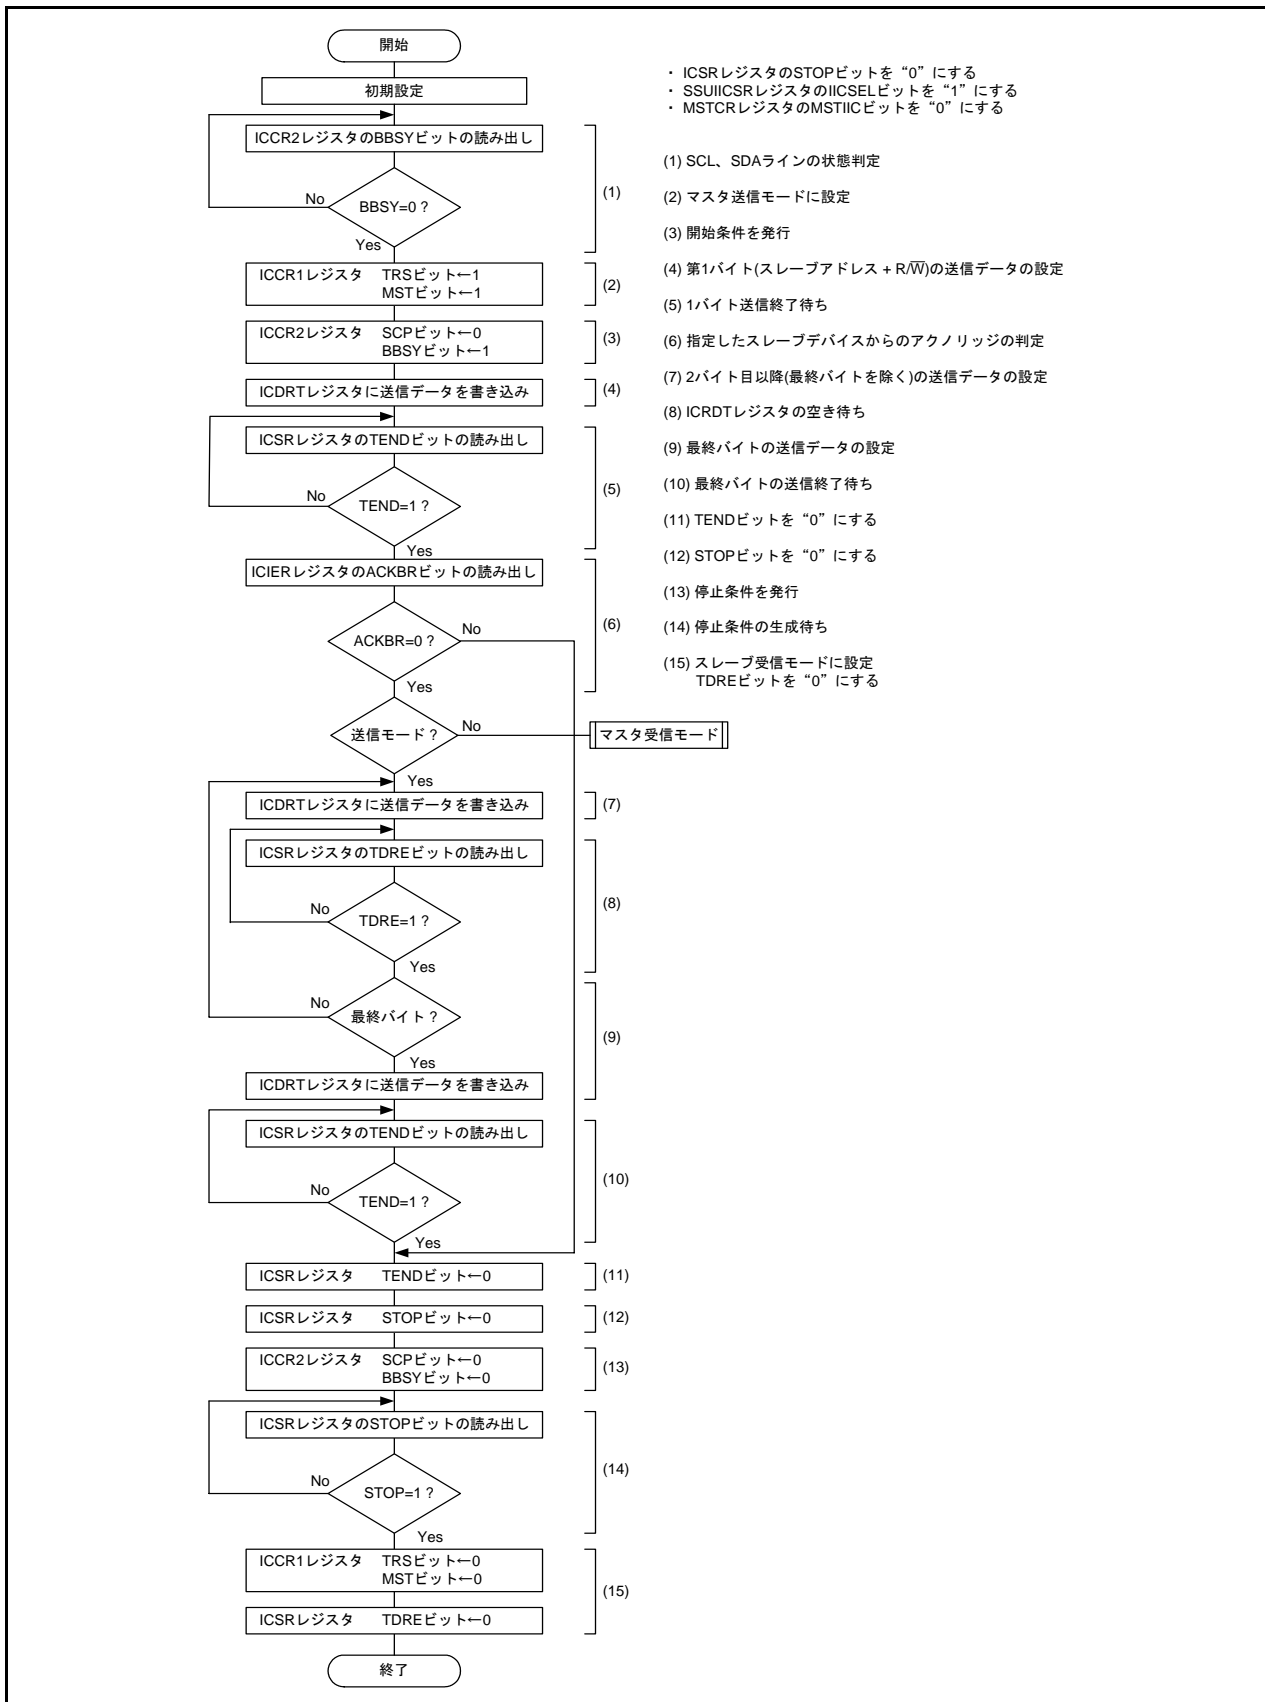 開始
初期設定
・ ICSRレジスタのSTOPビットを“0”にする
・ SSUIICSRレジスタのIICSELビットを“1”にする
・ MSTCRレジスタのMSTIICビットを“0”にする
ICCR2レジスタのBBSYビットの読み出し
BBSY=0 ?
No
Yes
(1)
ICCR1レジスタ TRSビット←1
MSTビット←1
(2)
ICCR2レジスタ SCPビット←0
BBSYビット←1
(3)
ICDRTレジスタに送信データを書き込み
(4)
ICSRレジスタのTENDビットの読み出し
TEND=1 ?
No
Yes
(5)
ICIERレジスタのACKBRビットの読み出し
ACKBR=0 ?
No
Yes
(6)
送信モード ?
No
Yes
マスタ受信モード
ICDRTレジスタに送信データを書き込み
(7)
ICSRレジスタのTDREビットの読み出し
TDRE=1 ?
No
Yes
(8)
最終バイト ?
No
Yes
ICDRTレジスタに送信データを書き込み
(9)
ICSRレジスタのTENDビットの読み出し
TEND=1 ?
No
Yes
(10)
ICSRレジスタ TENDビット←0
(11)
ICSRレジスタ STOPビット←0
(12)
ICCR2レジスタ SCPビット←0
BBSYビット←0
(13)
ICSRレジスタのSTOPビットの読み出し
STOP=1 ?
No
Yes
(14)
ICCR1レジスタ TRSビット←0
MSTビット←0
ICSRレジスタ TDREビット←0
(15)
終了
(1) SCL、SDAラインの状態判定
(2) マスタ送信モードに設定
(3) 開始条件を発行
(4) 第1バイト(スレーブアドレス + R/W̅)の送信データの設定
(5) 1バイト送信終了待ち
(6) 指定したスレーブデバイスからのアクノリッジの判定
(7) 2バイト目以降(最終バイトを除く)の送信データの設定
(8) ICRDTレジスタの空き待ち
(9) 最終バイトの送信データの設定
(10) 最終バイトの送信終了待ち
(11) TENDビットを“0”にする
(12) STOPビットを“0”にする
(13) 停止条件を発行
(14) 停止条件の生成待ち
(15) スレーブ受信モードに設定
TDREビットを“0”にする